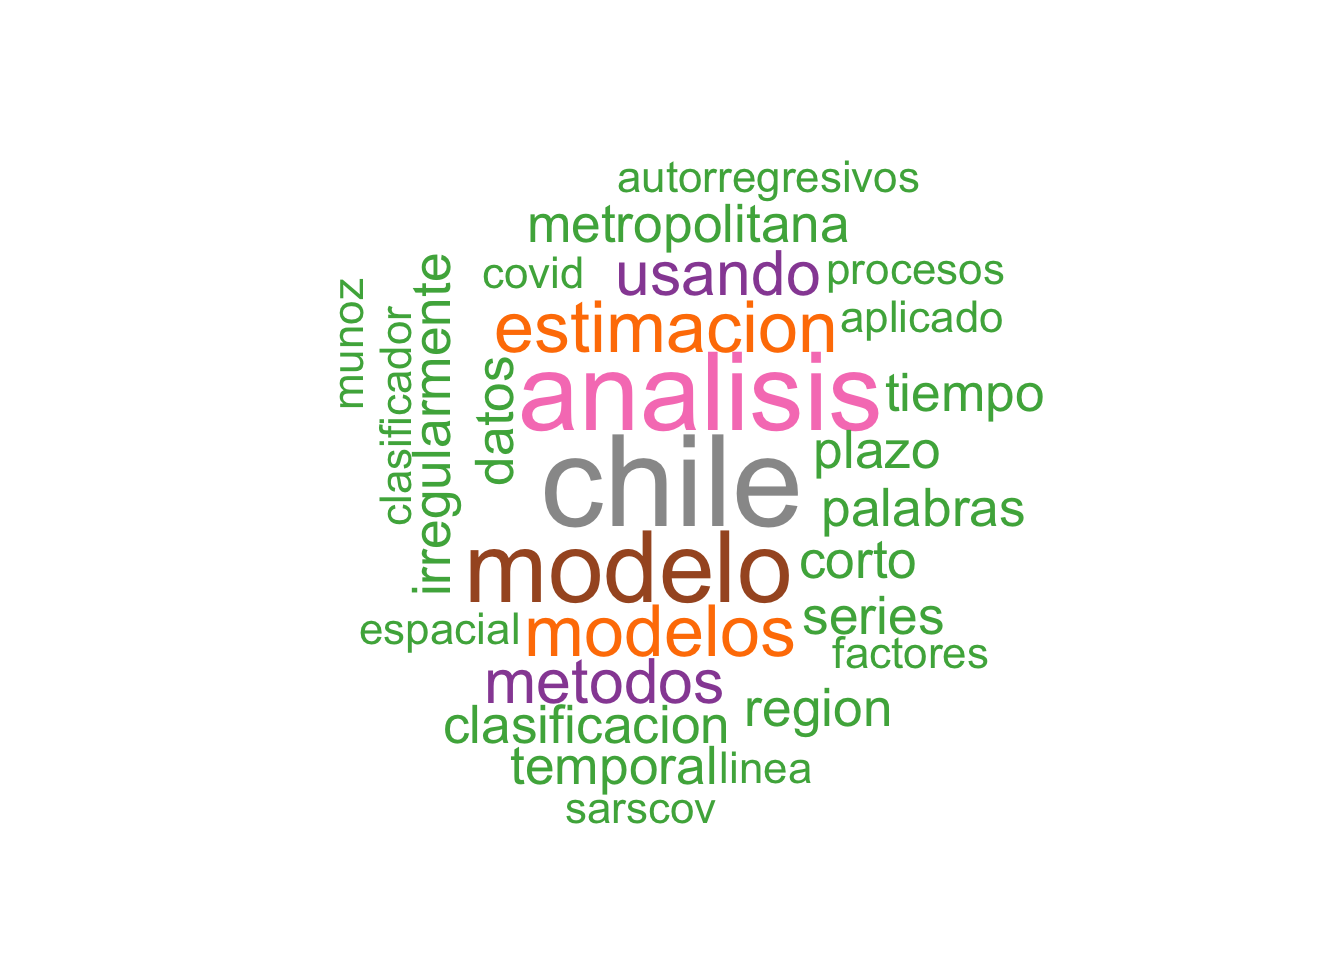 autorregresivos
metropolitana
covid
usando
procesos
estimacion
aplicado
munoz
clasificador
irregularmente
datos
analisis
tiempo
chile
plazo
palabras
modelo
corto
espacial
modelos
series
factores
metodos
region
clasificacion
temporal
linea
sarscov